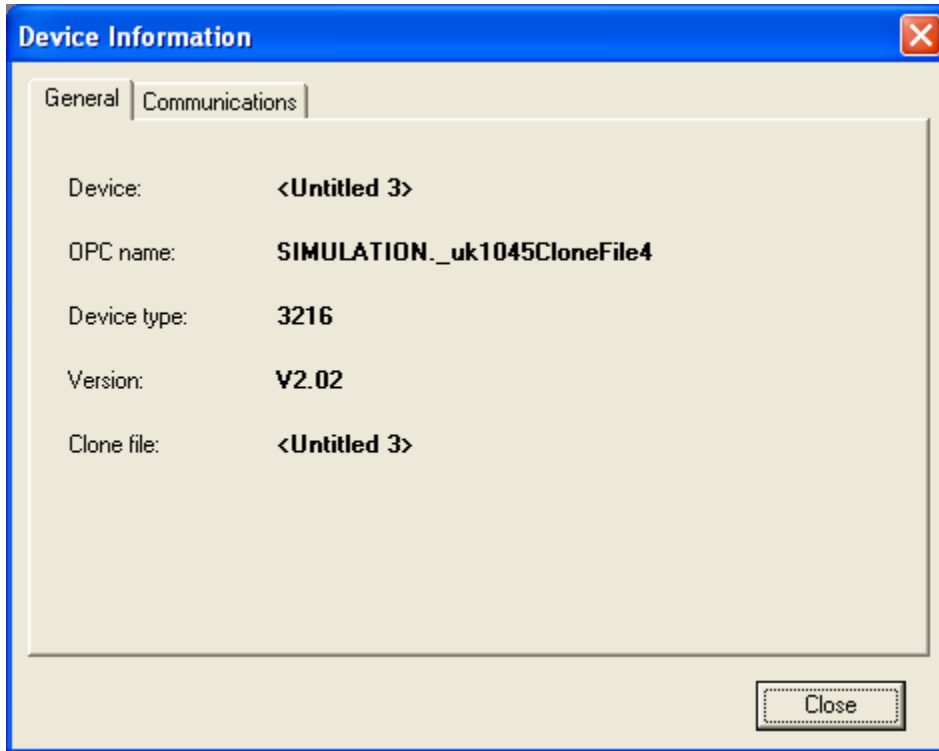 Device Information
General Communications
Device: <Untitled 3>
OPC name: SIMULATION._uk1045CloneFile4
Device type: 3216
Version: V2.02
Clone file: <Untitled 3>
Close